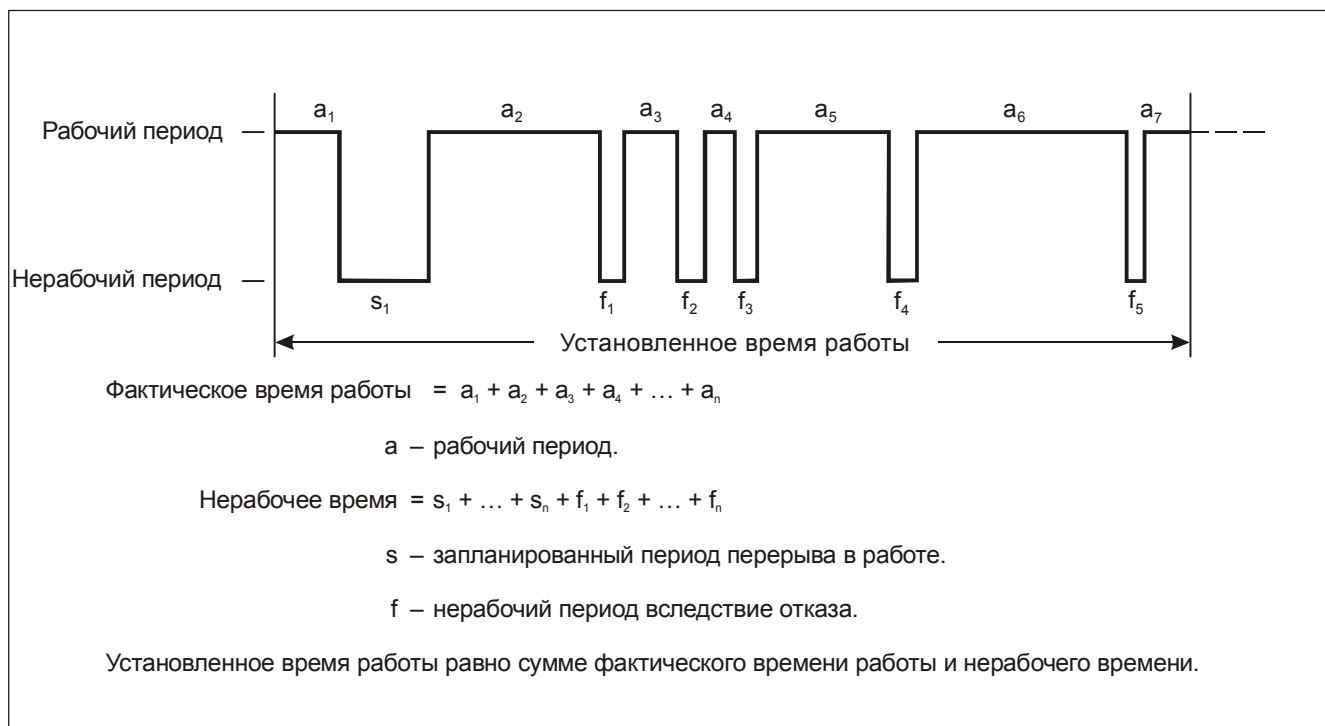 a₁ a₂ a₃ a₄ a₅ a₆ a₇
Рабочий период
Нерабочий период
s₁ f₁ f₂ f₃ f₄ f₅
Установленное время работы
Фактическое время работы = a₁ + a₂ + a₃ + a₄ + … + aₙ
a – рабочий период.
Нерабочее время = s₁ + … + sₙ + f₁ + f₂ + … + fₙ
s – запланированный период перерыва в работе.
f – нерабочий период вследствие отказа.
Установленное время работы равно сумме фактического времени работы и нерабочего времени.